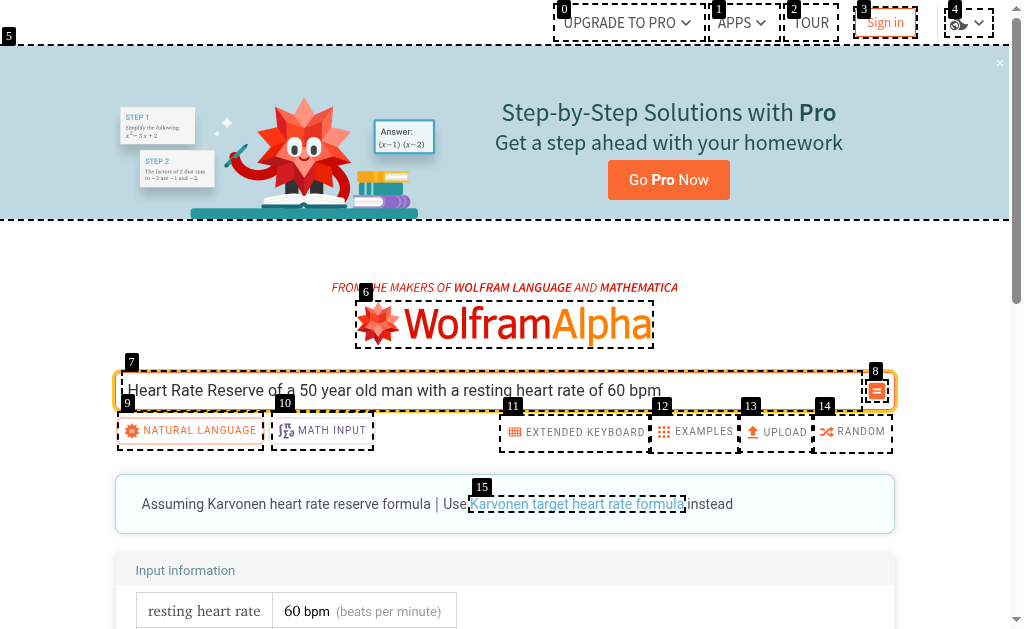 0 1 2 3 4
UPGRADE TO PRO APPS TOUR Sign in
5
Step-by-Step Solutions with Pro
Get a step ahead with your homework
Go Pro Now
STEP 1
Simplify the following:
x²−3 x + 2
STEP 2
The factors of 2 that sum
to −3 are −1 and −2.
Answer:
(x−1) (x−2)
FROM THE MAKERS OF WOLFRAM LANGUAGE AND MATHEMATICA
6
WolframAlpha
7 8
Heart Rate Reserve of a 50 year old man with a resting heart rate of 60 bpm
9 10 11 12 13 14
NATURAL LANGUAGE MATH INPUT EXTENDED KEYBOARD EXAMPLES UPLOAD RANDOM
15
Assuming Karvonen heart rate reserve formula | Use Karvonen target heart rate formula instead
Input information
resting heart rate 60 bpm (beats per minute)